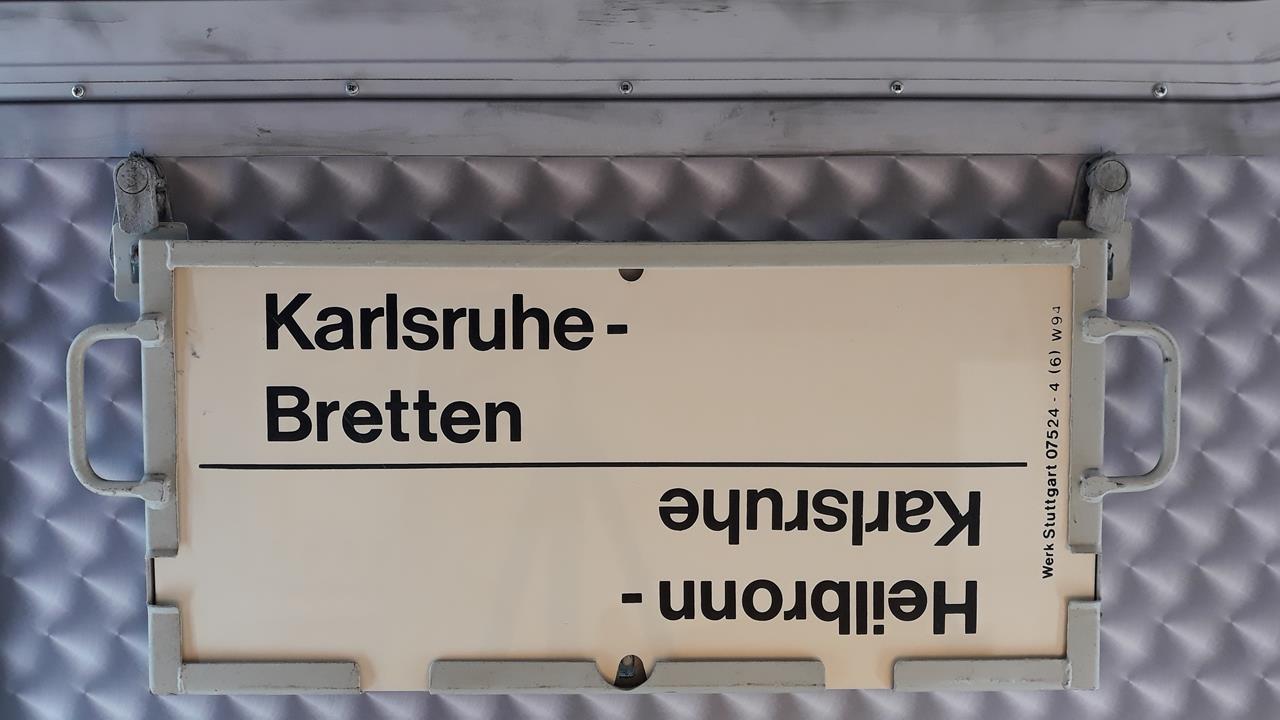 Karlsruhe-
Bretten
Heilbronn-
Karlsruhe
Werk Stuttgart 07524 - 4 (6) W94